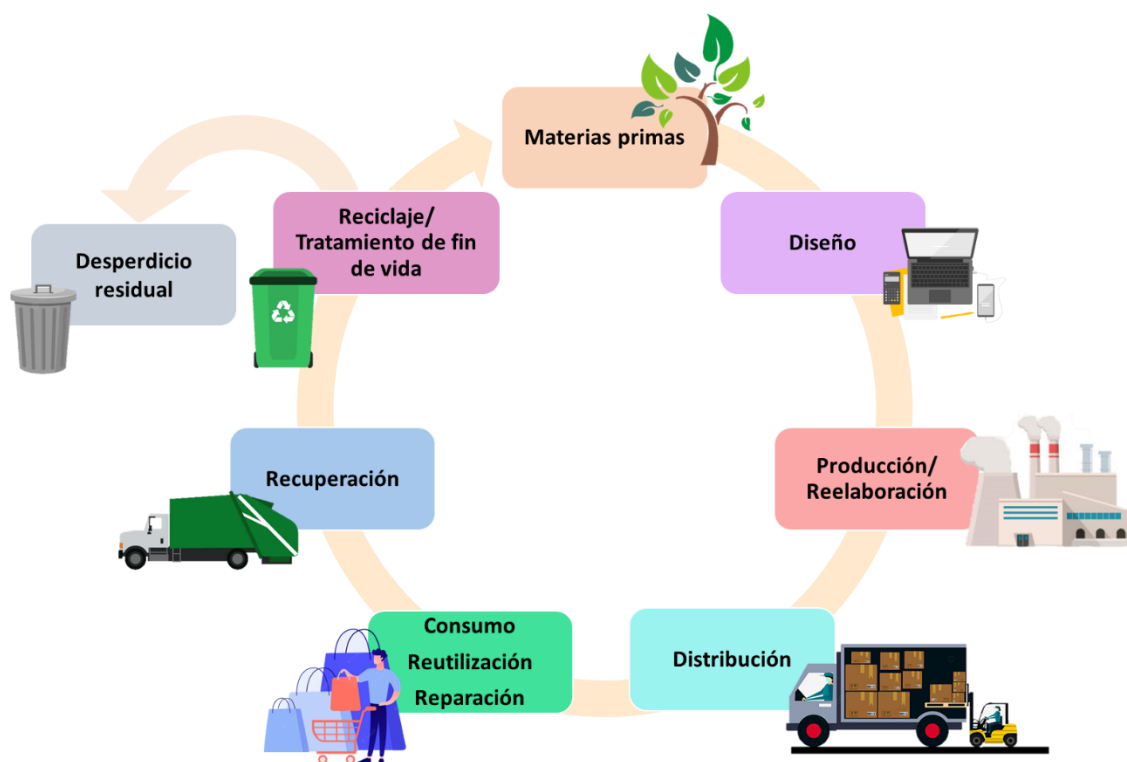 Materias primas
Diseño
Producción/
Reelaboración
Distribución
Consumo
Reutilización
Reparación
Recuperación
Reciclaje/
Tratamiento de fin
de vida
Desperdicio
residual